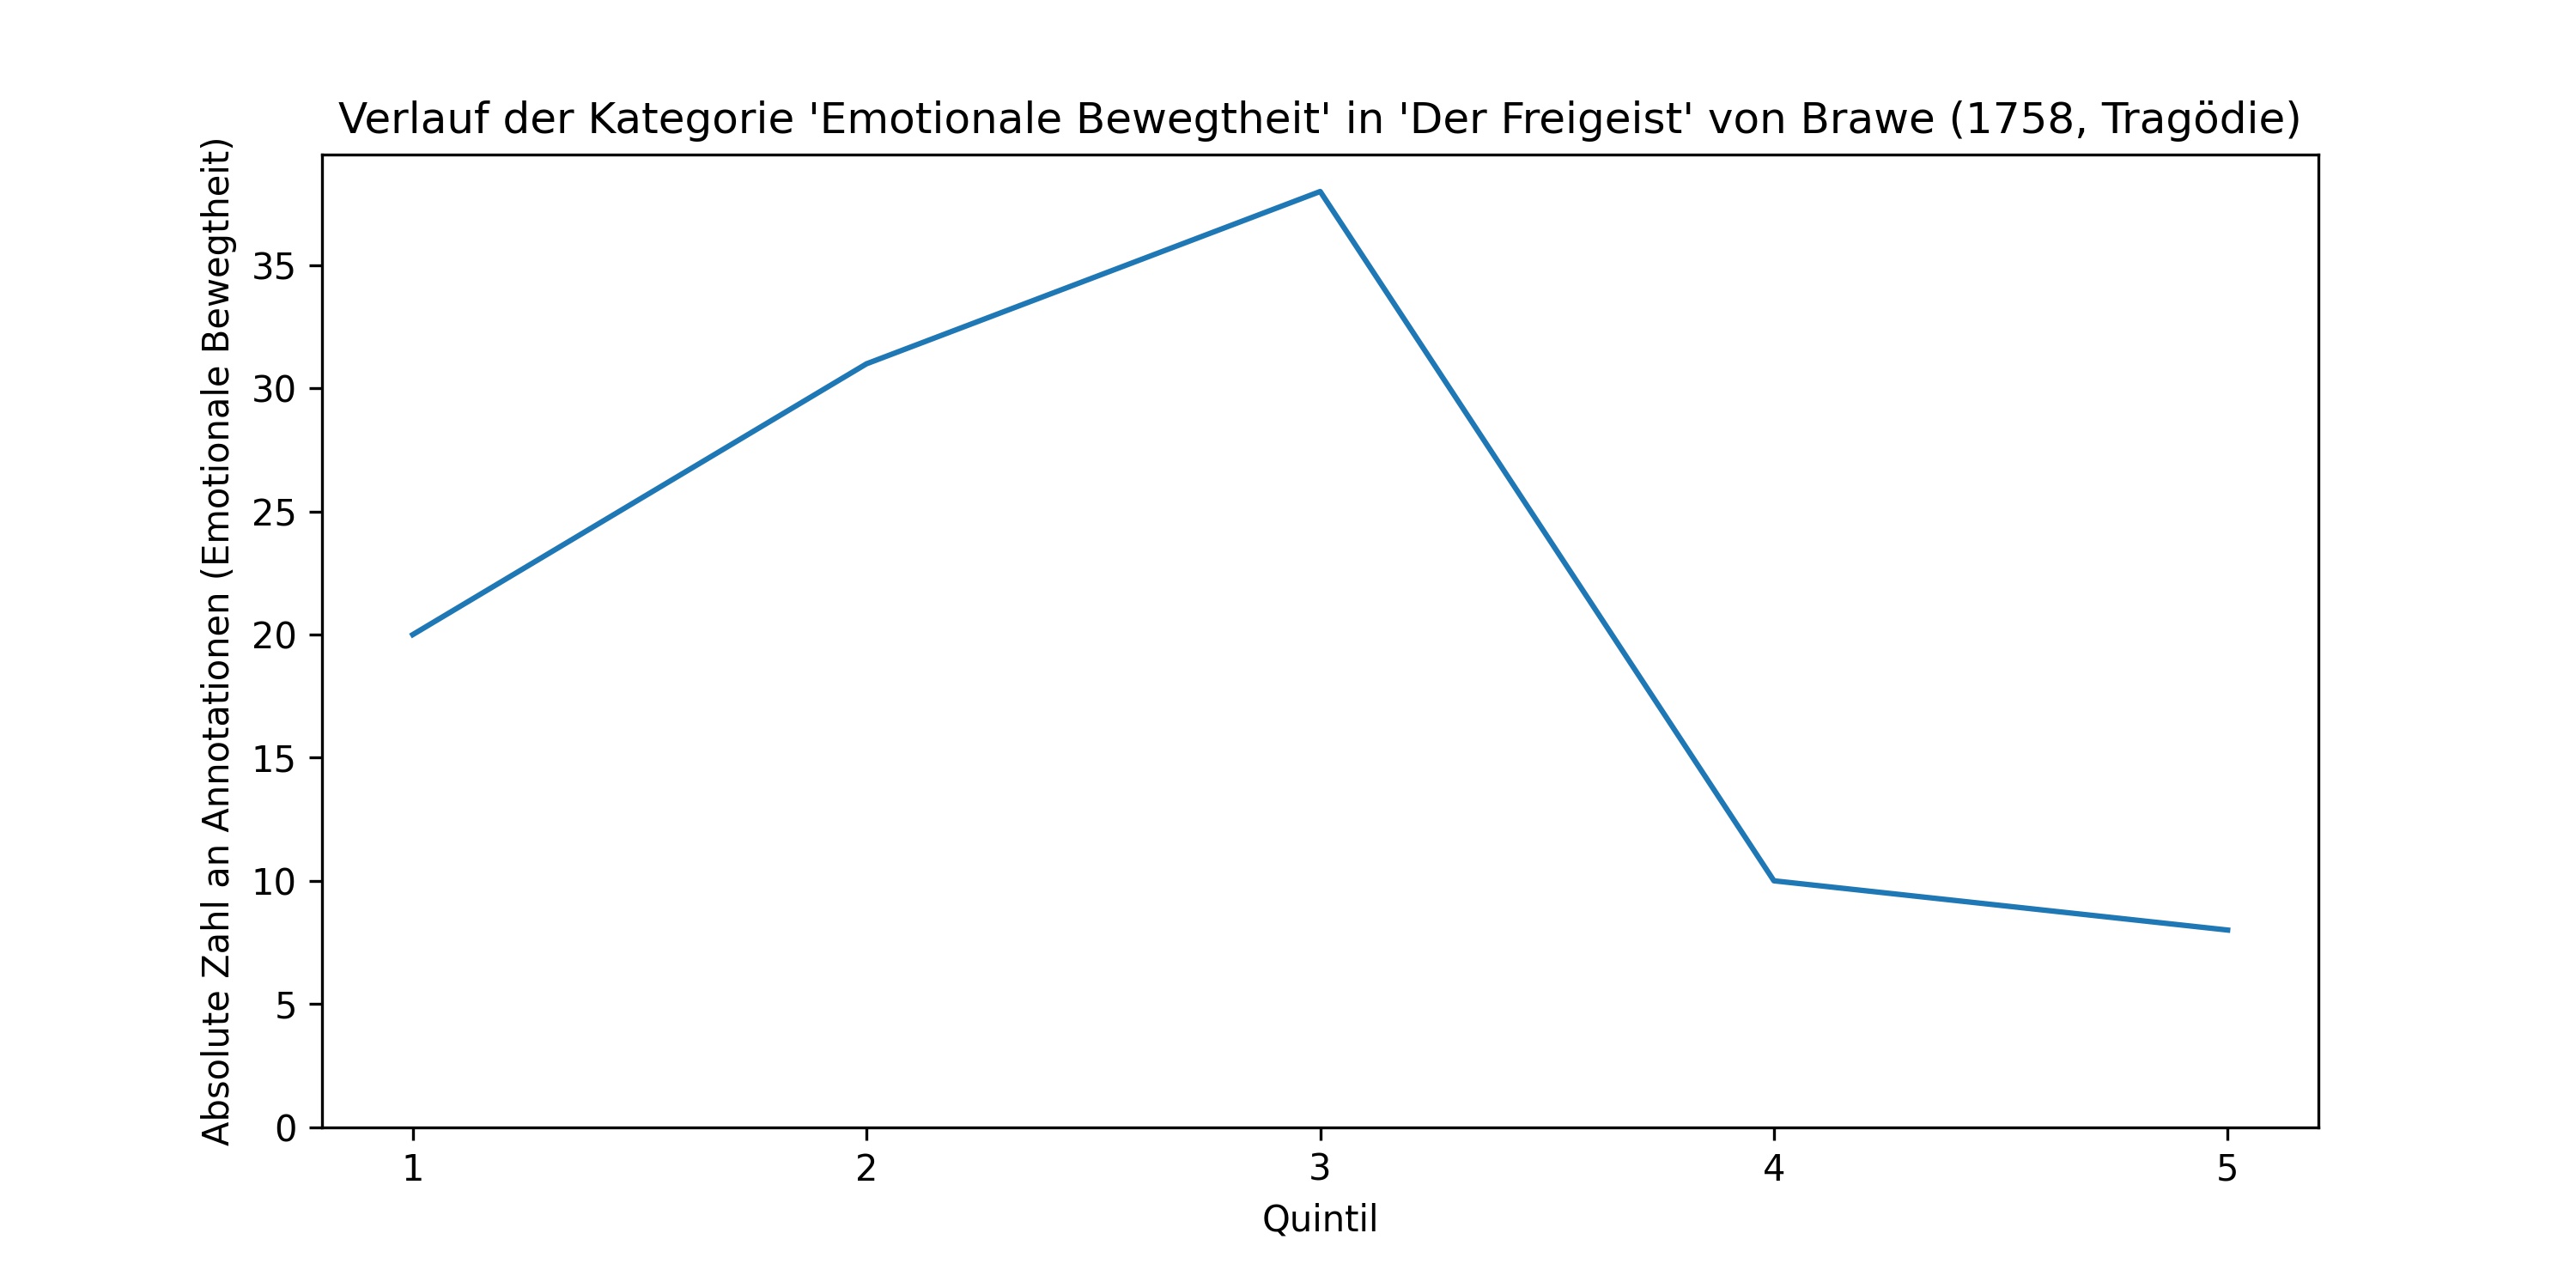 Verlauf der Kategorie 'Emotionale Bewegtheit' in 'Der Freigeist' von Brawe (1758, Tragödie)
Absolute Zahl an Annotationen (Emotionale Bewegtheit)
35
30
25
20
15
10
5
0
1 2 3 4 5
Quintil